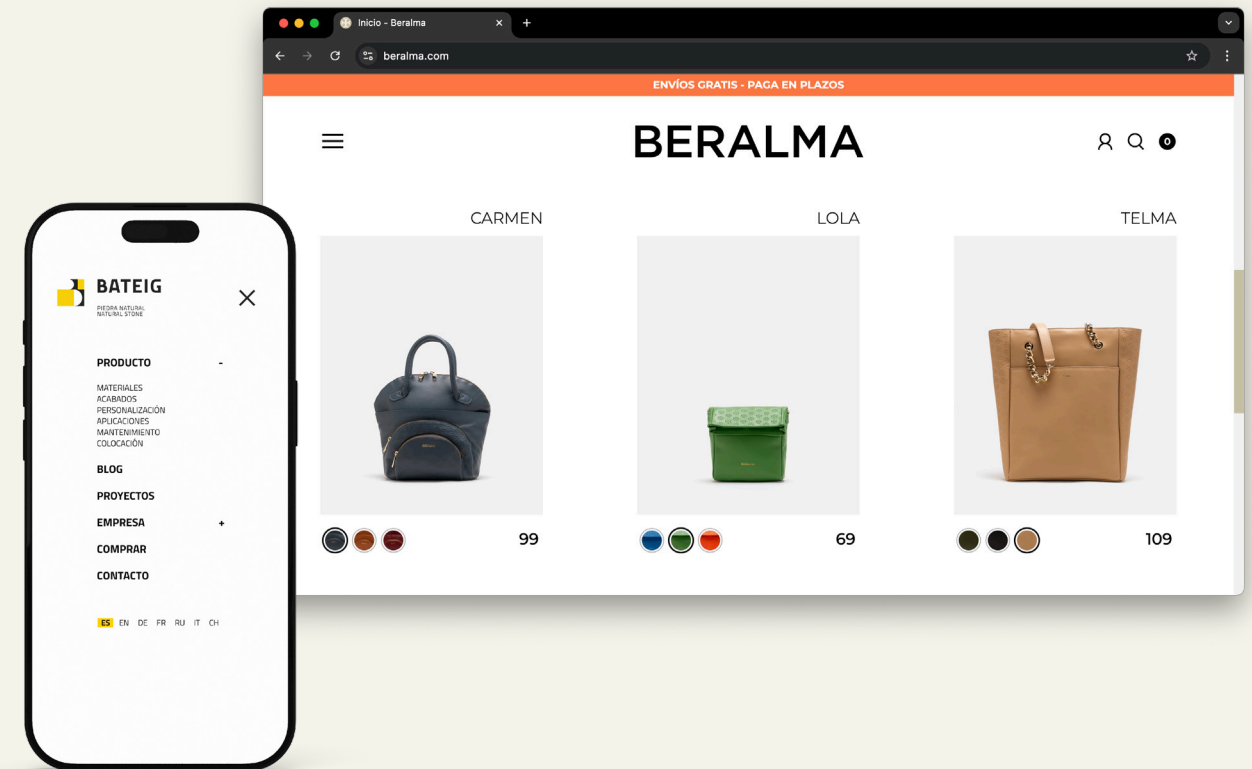 Inicio - Beralma
beralma.com
ENVÍOS GRATIS - PAGA EN PLAZOS
BERALMA
0
CARMEN
LOLA
TELMA
99
69
109
BATEIG
PIEDRA NATURAL
NATURAL STONE
PRODUCTO -
MATERIALES
ACABADOS
PERSONALIZACIÓN
APLICACIONES
MANTENIMIENTO
COLOCACIÓN
BLOG
PROYECTOS
EMPRESA +
COMPRAR
CONTACTO
ES EN DE FR RU IT CH